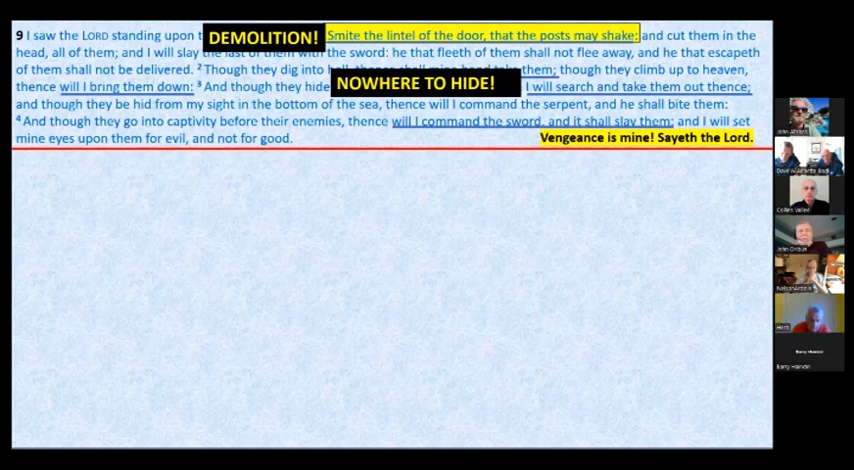 9 I saw the LORD standing upon t DEMOLITION! Smite the lintel of the door, that the posts may shake: and cut them in the
head, all of them; and I will slay the last of them with the sword: he that fleeth of them shall not flee away, and he that escapeth
of them shall not be delivered. 2 Though they dig into hell, thence shall mine hand take them; though they climb up to heaven,
thence will I bring them down: 3 And though they hide NOWHERE TO HIDE! I will search and take them out thence;
and though they be hid from my sight in the bottom of the sea, thence will I command the serpent, and he shall bite them:
4 And though they go into captivity before their enemies, thence will I command the sword, and it shall slay them: and I will set
mine eyes upon them for evil, and not for good. Vengeance is mine! Sayeth the Lord.
John
Dave
John
Herb
Barry
Barry